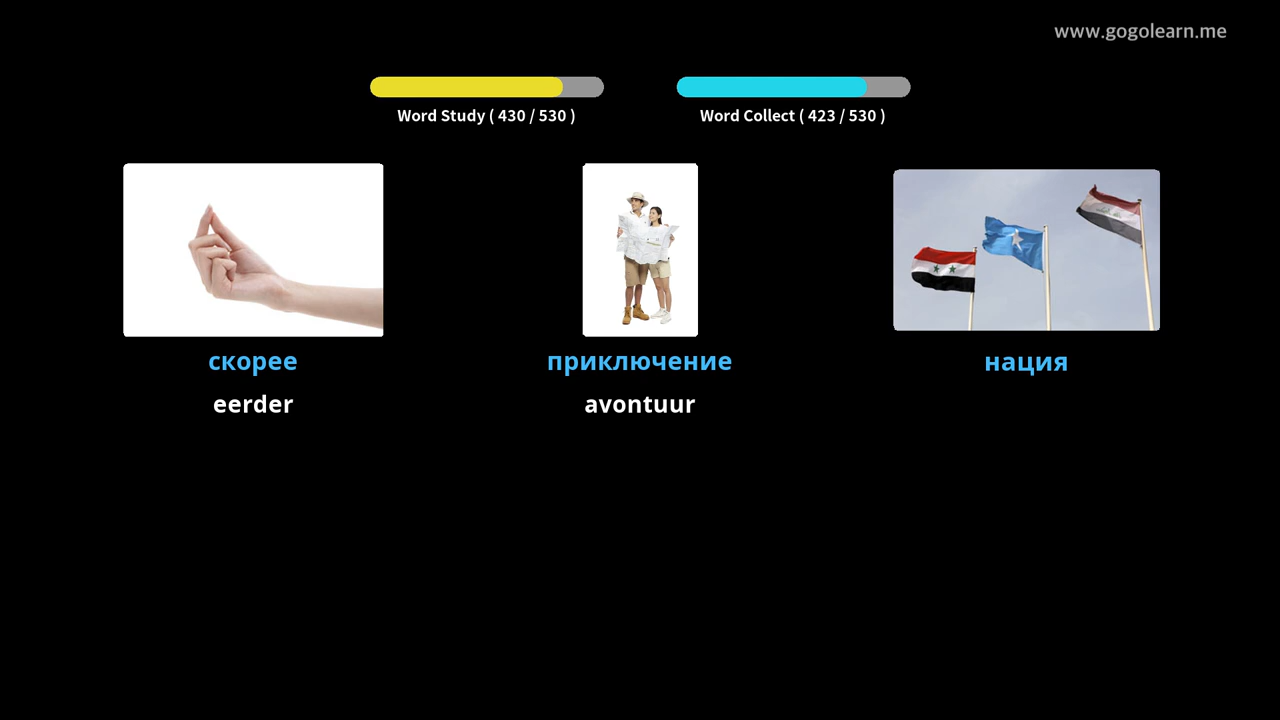 www.gogolearn.me
Word Study ( 430 / 530 )
Word Collect ( 423 / 530 )
скорее
приключение
нация
eerder
avontuur